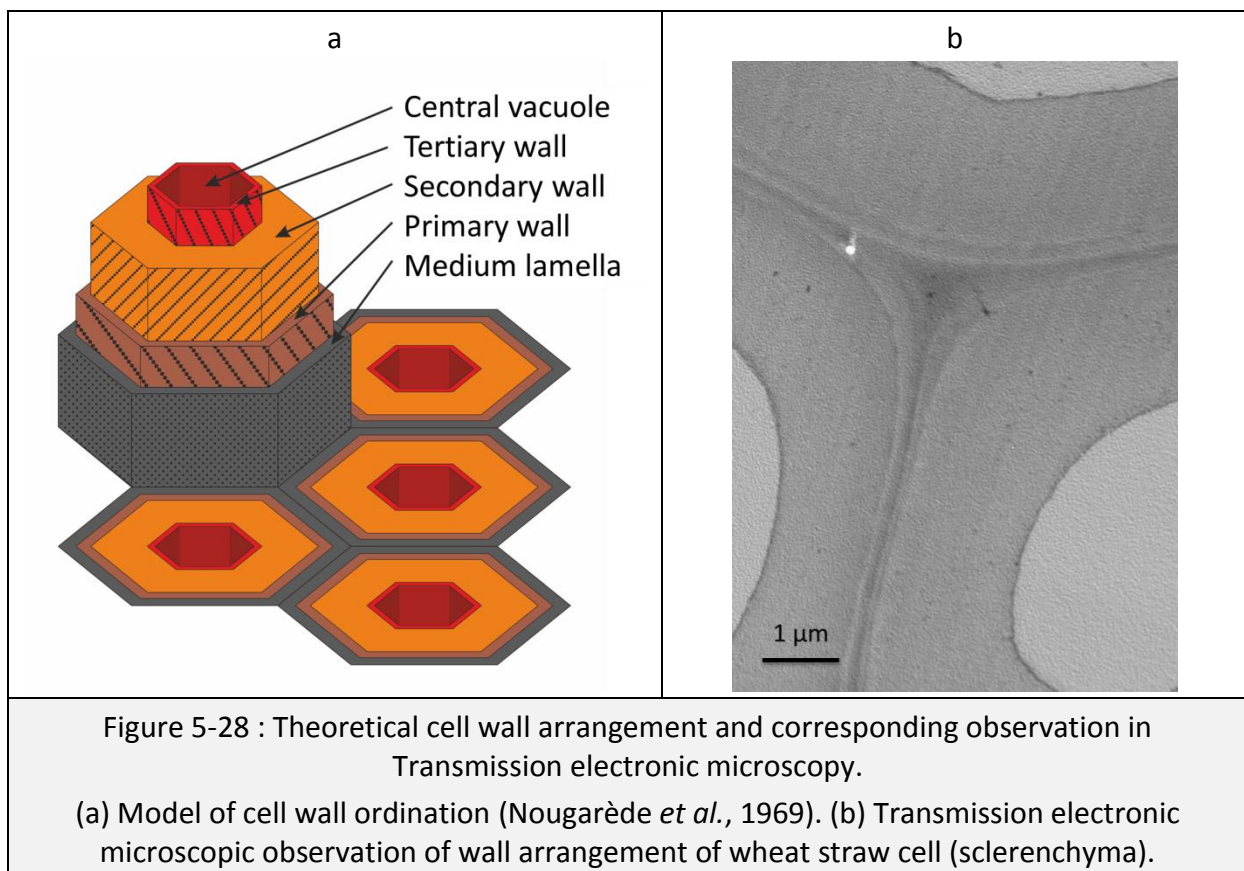 a
Central vacuole
Tertiary wall
Secondary wall
Primary wall
Medium lamella
b
1 µm
Figure 5-28 : Theoretical cell wall arrangement and corresponding observation in
Transmission electronic microscopy.
(a) Model of cell wall ordination (Nougarède et al., 1969). (b) Transmission electronic
microscopic observation of wall arrangement of wheat straw cell (sclerenchyma).